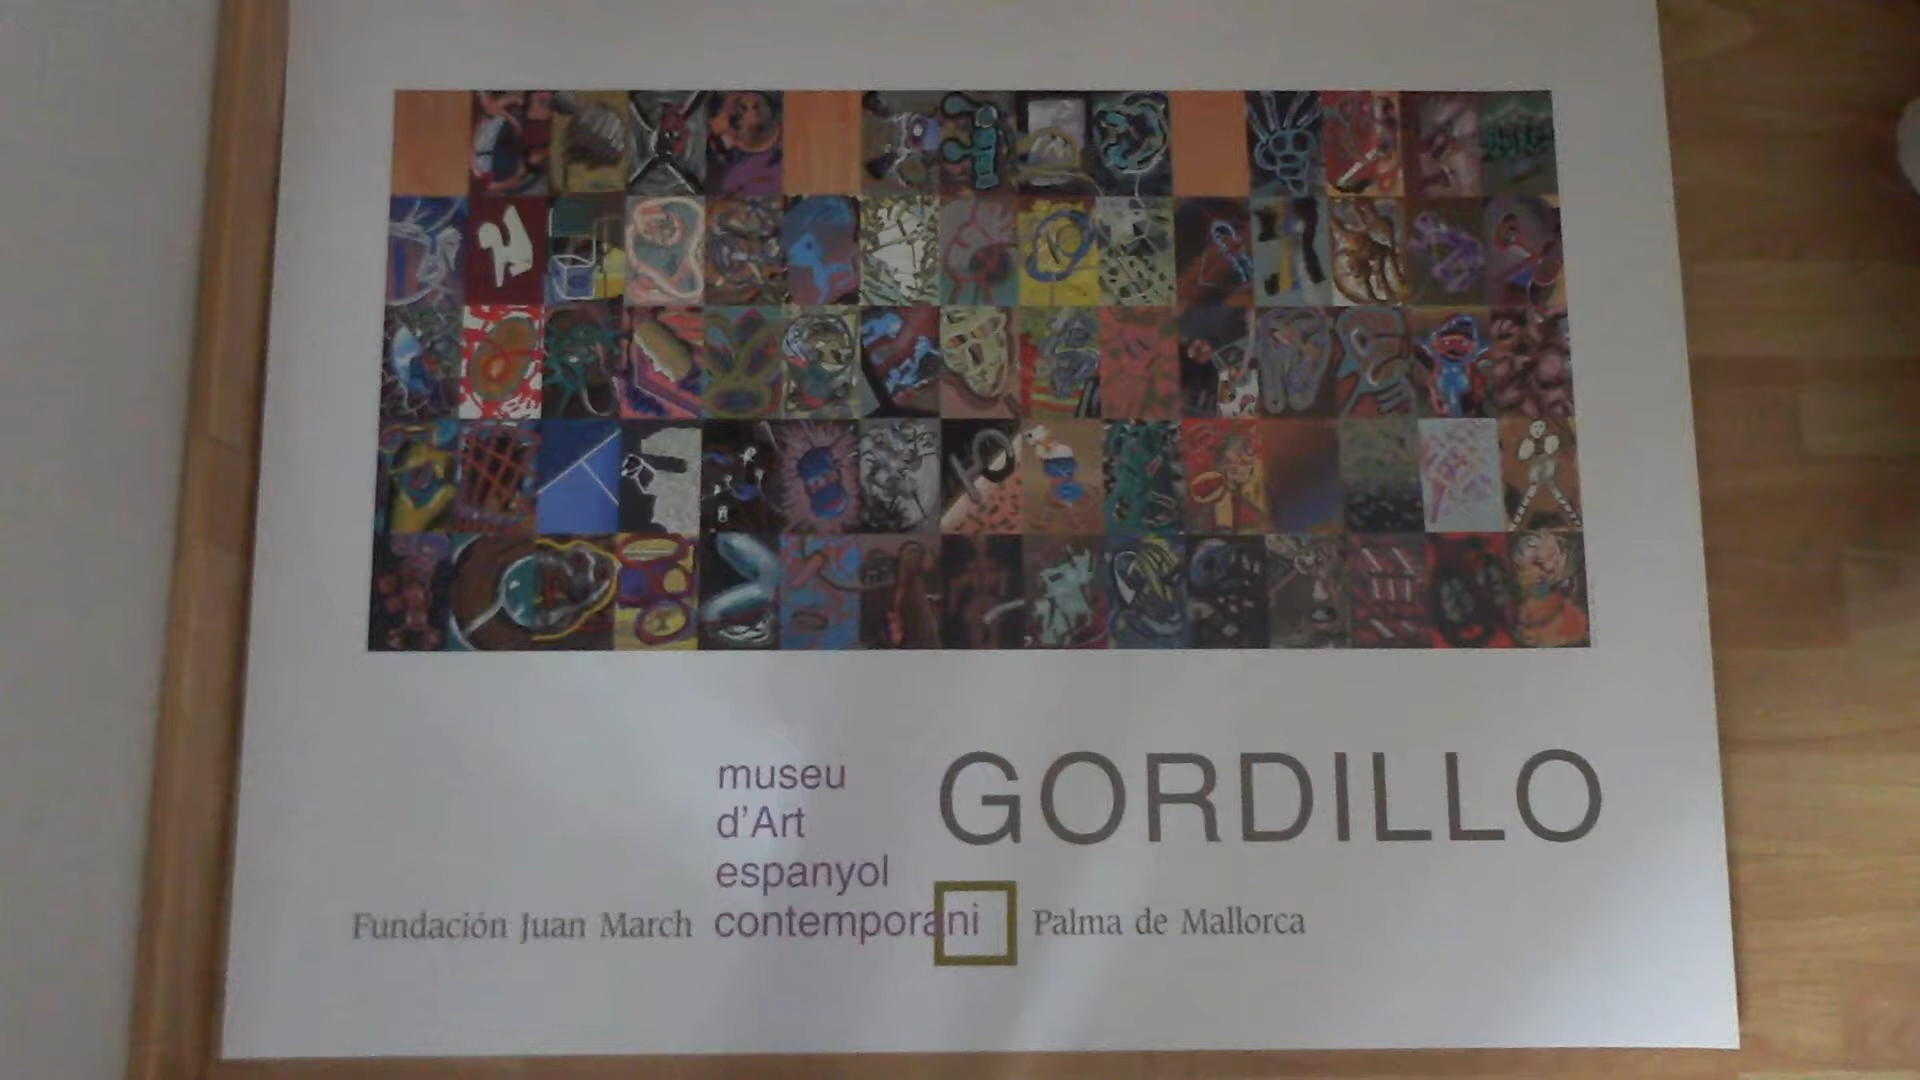 GORDILLO
museu
d'Art
espanyol
Fundación Juan March contemporani Palma de Mallorca